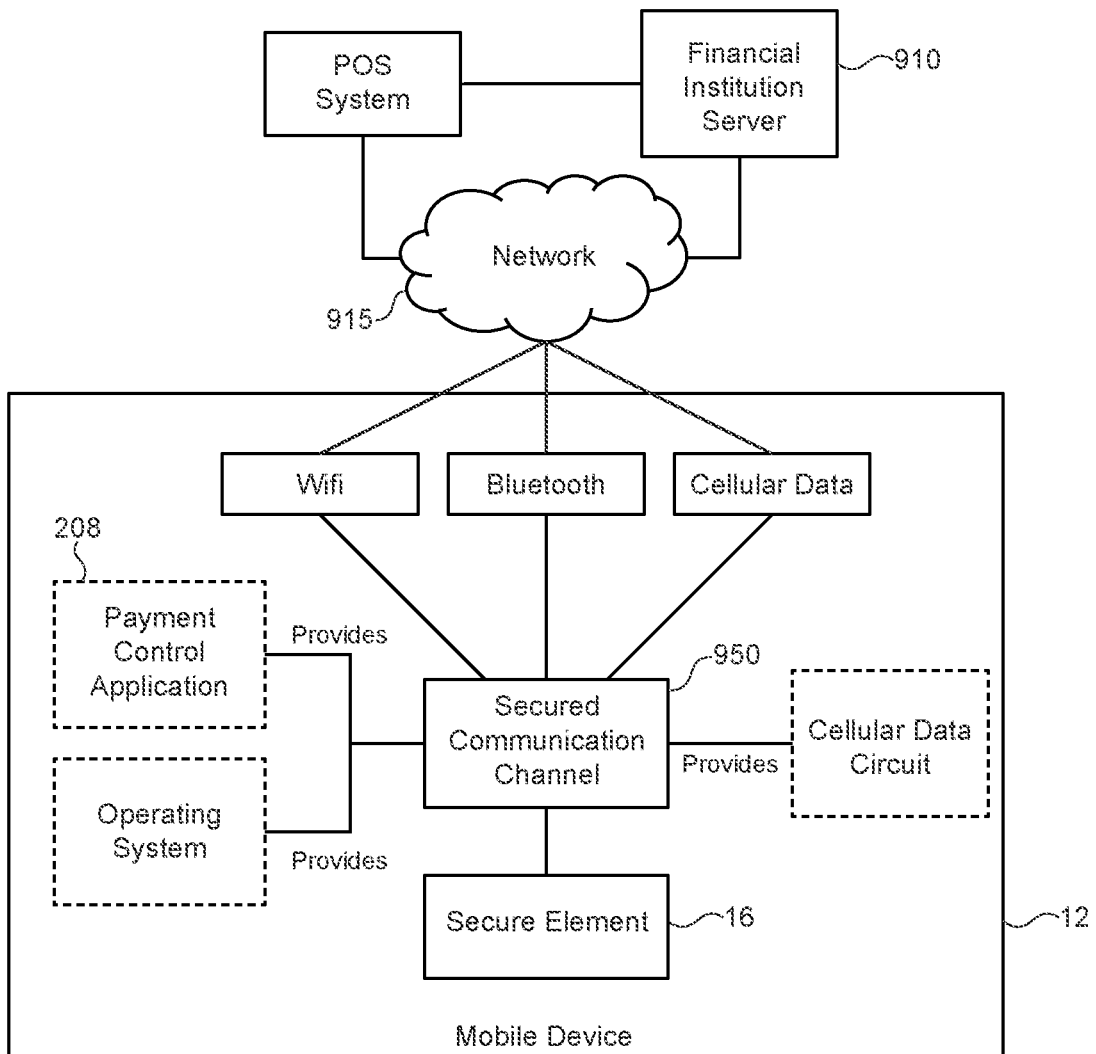 POS
System
Financial
Institution
Server
910
Network
915
Wifi
Bluetooth
Cellular Data
208
Payment
Control
Application
Provides
950
Secured
Communication
Channel
Provides
Cellular Data
Circuit
Operating
System
Provides
Secure Element
16
12
Mobile Device